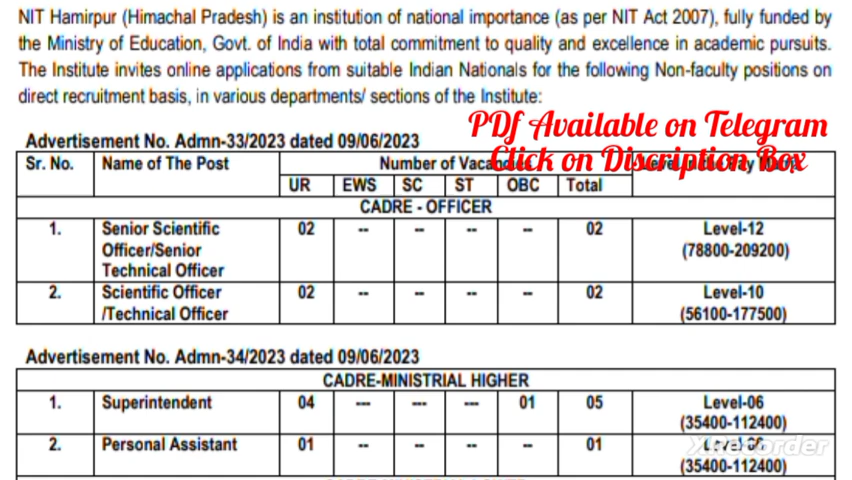 NIT Hamirpur (Himachal Pradesh) is an institution of national importance (as per NIT Act 2007), fully funded by
the Ministry of Education, Govt. of India with total commitment to quality and excellence in academic pursuits.
The Institute invites online applications from suitable Indian Nationals for the following Non-faculty positions on
direct recruitment basis, in various departments/ sections of the Institute:
PDf Available on Telegram
Click on Discription Box
Advertisement No. Admn-33/2023 dated 09/06/2023
Sr. No. Name of The Post Number of
UR EWS SC ST OBC Total
CADRE - OFFICER
1. Senior Scientific 02 -- -- -- -- 02 Level-12
Officer/Senior (78800-209200)
Technical Officer
2. Scientific Officer 02 -- -- -- -- 02 Level-10
/Technical Officer (56100-177500)
Advertisement No. Admn-34/2023 dated 09/06/2023
CADRE-MINISTRIAL HIGHER
1. Superintendent 04 --- --- --- 01 05 Level-06
(35400-112400)
2. Personal Assistant 01 -- -- -- -- 01 Level-06
XRecorder
(35400-112400)